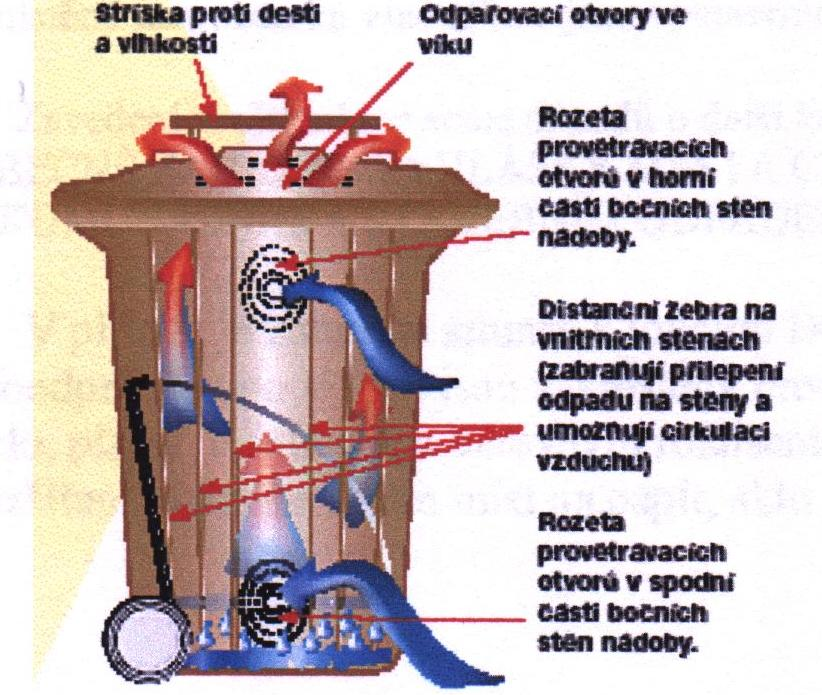 Stříška proti dešti
a vlhkosti
Odpařovací otvory ve
víku
Rozeta
provětrávacích
otvorů v horní
části bočních stěn
nádoby.
Distanční žebra na
vnitřních stěnách
(zabraňují přilepení
odpadu na stěny a
umožňují cirkulaci
vzduchu)
Rozeta
provětrávacích
otvorů v spodní
části bočních
stěn nádoby.